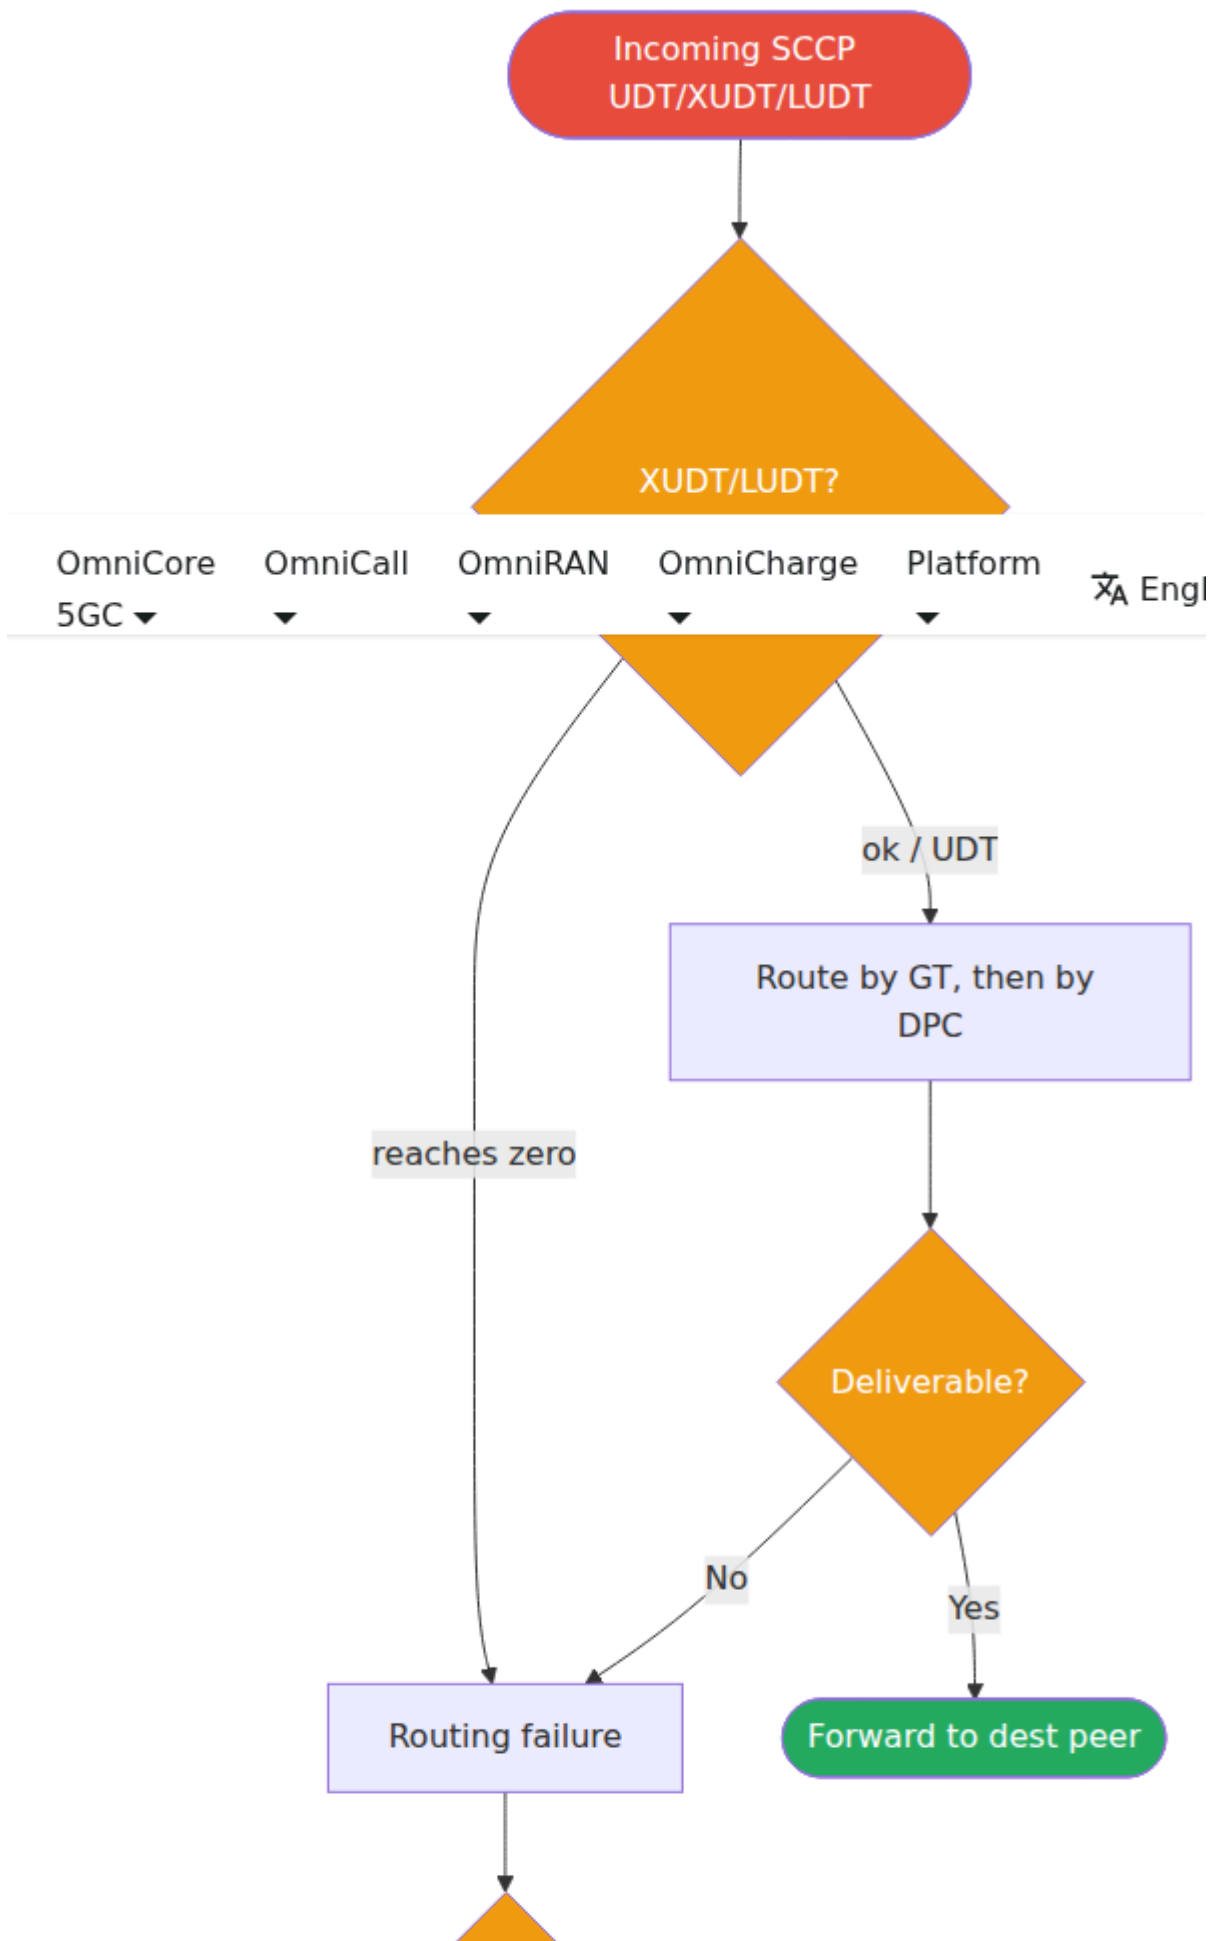 Incoming SCCP
UDT/XUDT/LUDT
XUDT/LUDT?
OmniCore
5GC
OmniCall
OmniRAN
OmniCharge
Platform
Engl
ok / UDT
Route by GT, then by
DPC
reaches zero
Deliverable?
No
Yes
Routing failure
Forward to dest peer